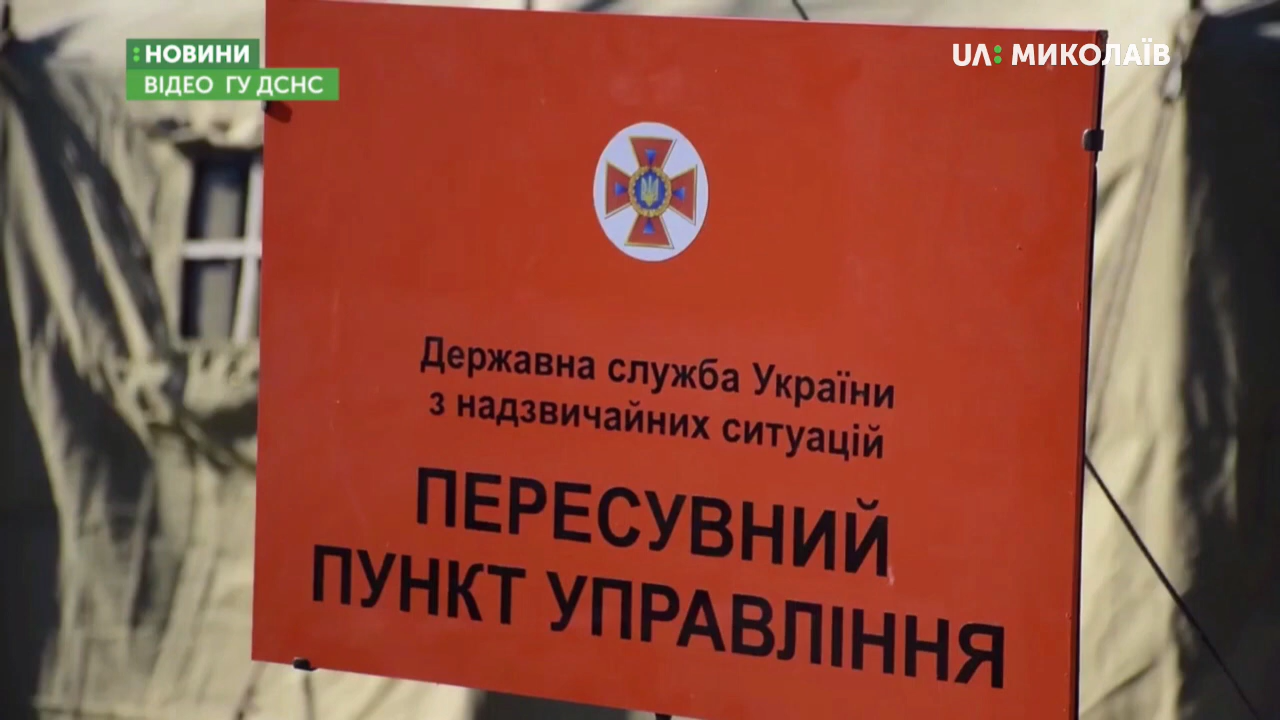 :НОВИНИ
ВІДЕО ГУ ДСНС
UA: МИКОЛАЇВ
Державна служба України
з надзвичайних ситуацій
ПЕРЕСУВНИЙ
ПУНКТ УПРАВЛІННЯ